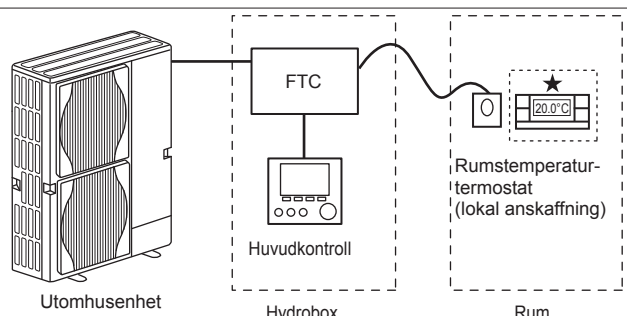 FTC
20.0°C
Rumstemperatur-
termostat
(lokal anskaffning)
Huvudkontroll
Utomhusenhet
Hydrobox
Rum